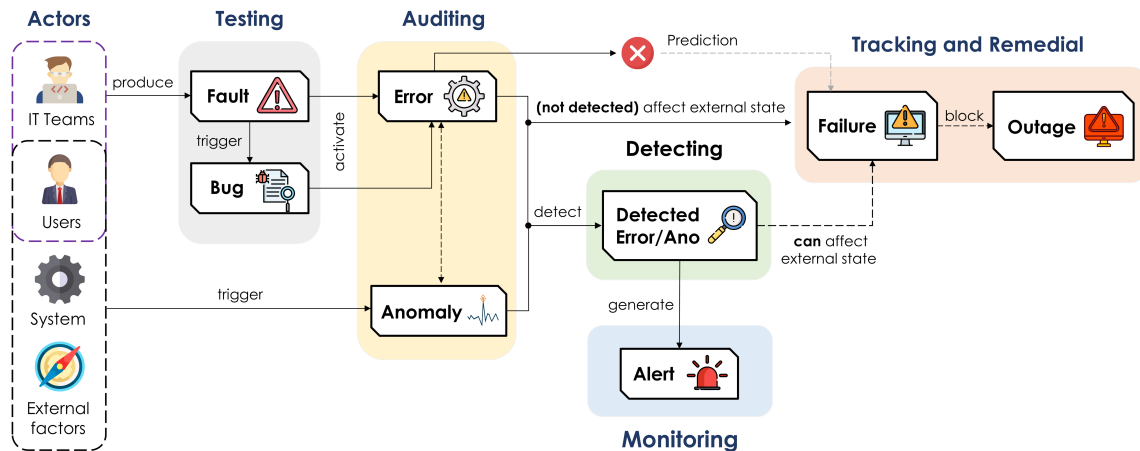 Actors
Testing
Auditing
Tracking and Remedial
Prediction
produce
IT Teams
Fault
Error
(not detected) affect external state
Failure
block
Outage
trigger
activate
Bug
Users
Detecting
detect
Detected
Error/Ano
can affect
external state
trigger
Anomaly
System
generate
Alert
External
factors
Monitoring